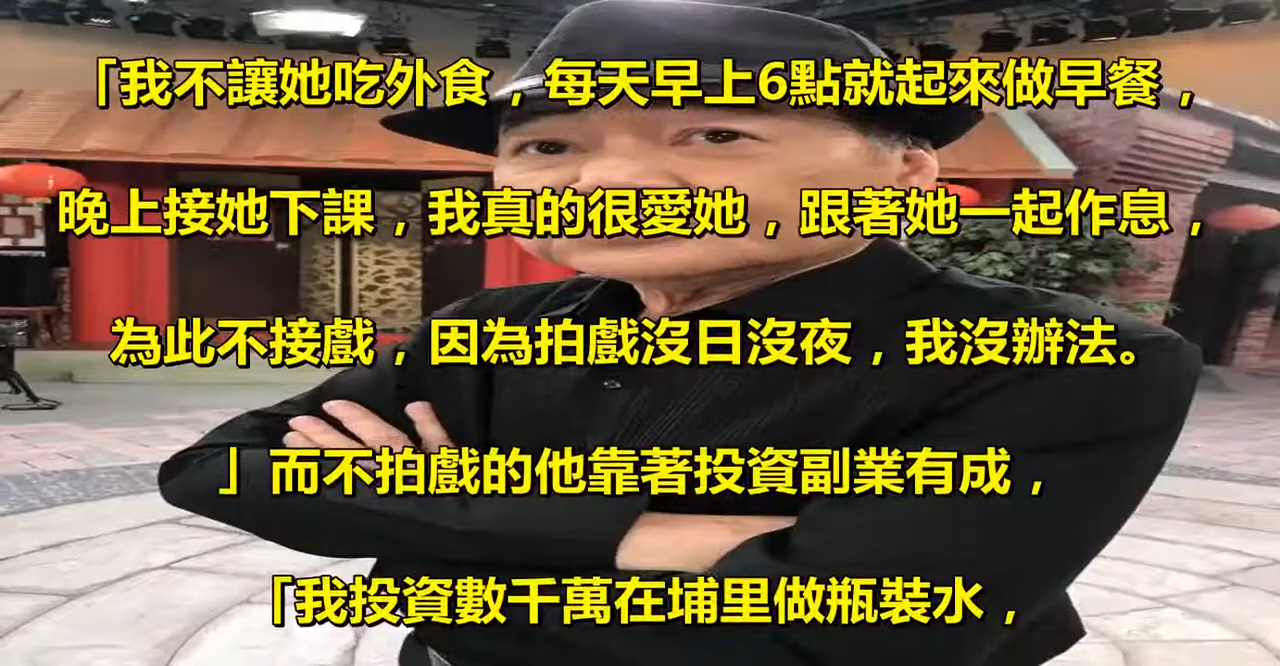 「我不讓她吃外食，每天早上6點就起來做早餐，
晚上接她下課，我真的很愛她，跟著她一起作息，
為此不接戲，因為拍戲沒日沒夜，我沒辦法。
」而不拍戲的他靠著投資副業有成，
「我投資數千萬在埔里做瓶裝水，